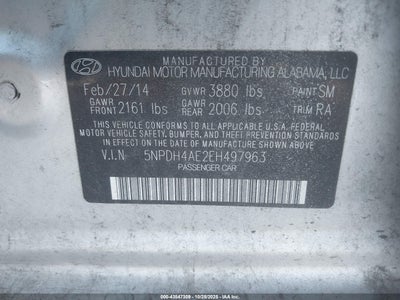 MANUFACTURED BY
HYUNDAI MOTOR MANUFACTURING ALABAMA, LLC
Feb/27/14 GVWR 3880 lbs PAINT SM
GAWR FRONT 2161 lbs GAWR REAR 2006 lbs TRIM RA
THIS VEHICLE CONFORMS TO ALL APPLICABLE U.S.A. FEDERAL
MOTOR VEHICLE SAFETY, BUMPER, AND THEFT PREVENTION
STANDARDS IN EFFECT ON THE DATE OF MANUFACTURE SHOWN ABOVE.
V.I.N 5NPDH4AE2EH497963
PASSENGER CAR
000-43547309 - 10/28/2025 - IAA